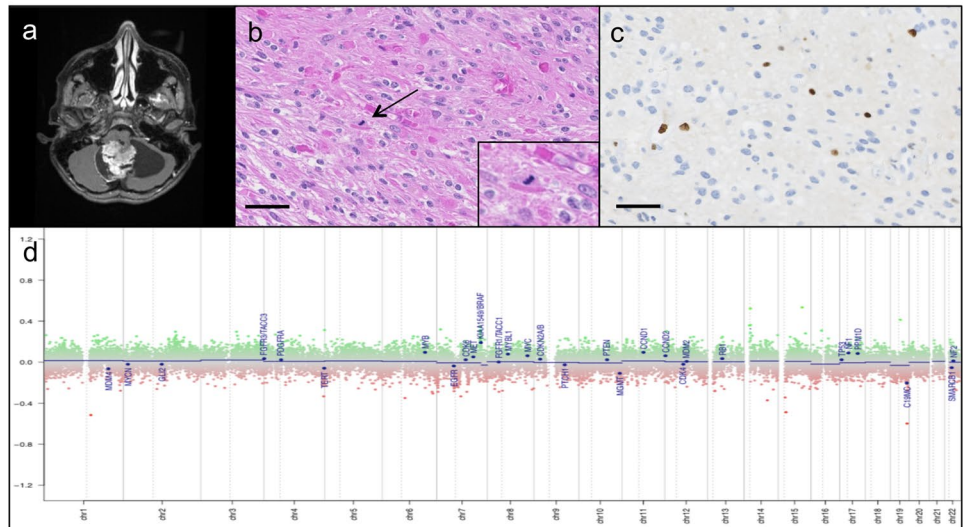 a
b
c
d
1.2
0.8
0.4
0.0
-0.4
-0.8
-1.2
MDM4
MYCN
GLI2
FGFR3/TACC3
PDGFRA
TERT
MYB
EGFR
CDK6
MET
KIAA1549/BRAF
FGFR1/TACC1
MYBL1
MYC
CDKN2A/B
PTCH1
PTEN
MGMT
CCND1
CCND2
CDK4
MDM2
RB1
TP53
NF1
PPM1D
C19MC
SMARCB1
NF2
chr1
chr2
chr3
chr4
chr5
chr6
chr7
chr8
chr9
chr10
chr11
chr12
chr13
chr14
chr15
chr16
chr17
chr18
chr19
chr20
chr21
chr22